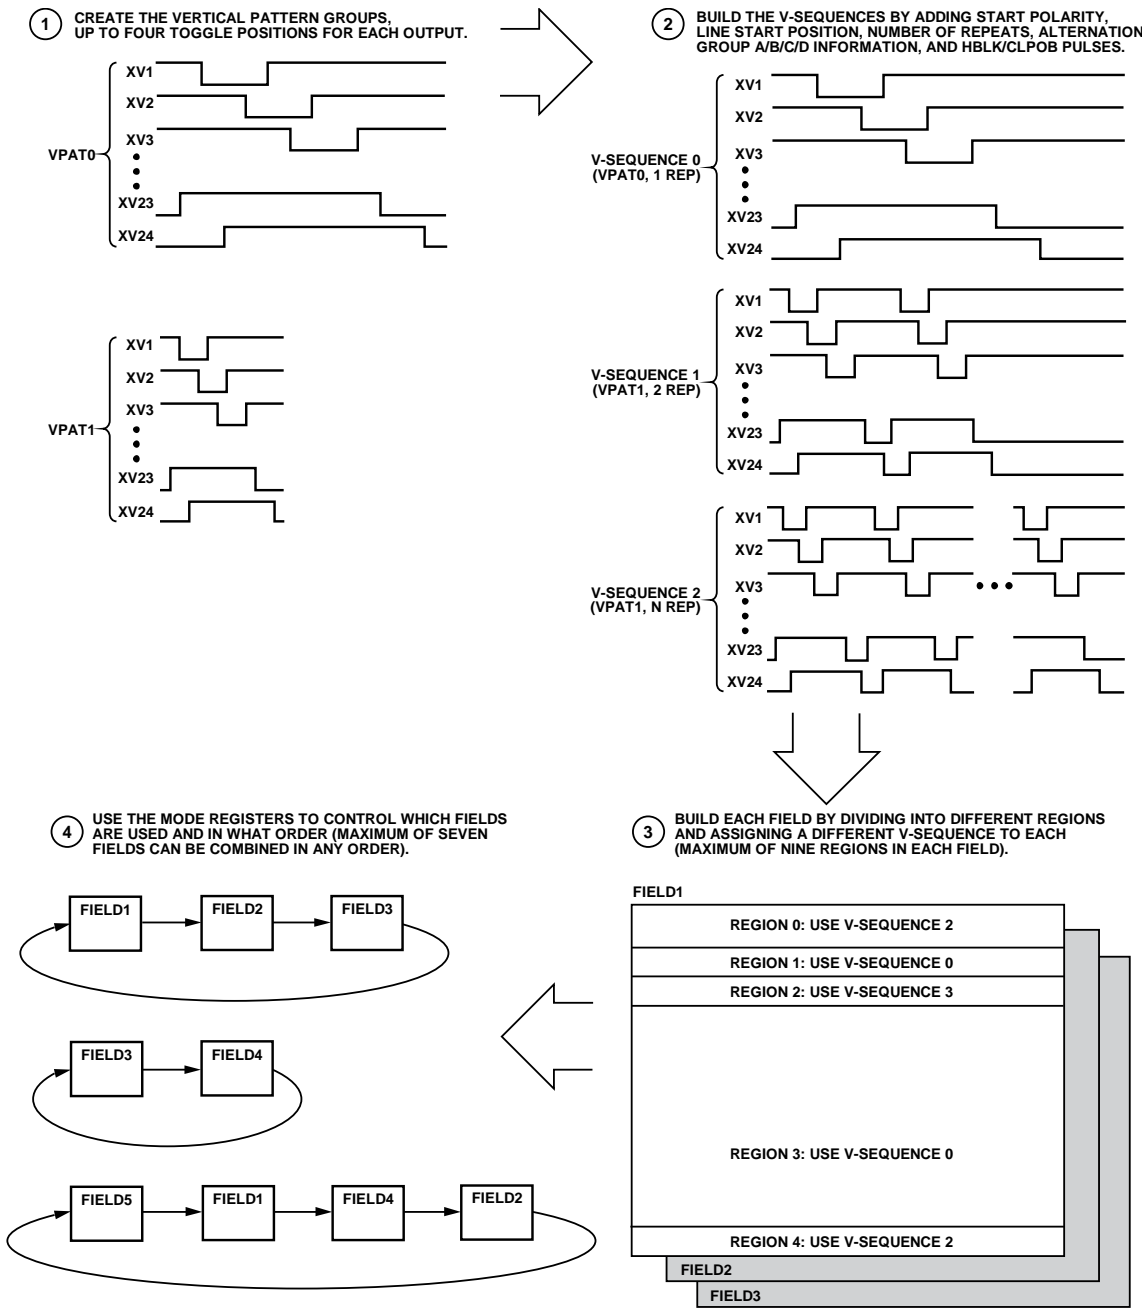 1
CREATE THE VERTICAL PATTERN GROUPS,
UP TO FOUR TOGGLE POSITIONS FOR EACH OUTPUT.
XV1
XV2
XV3
VPAT0
XV23
XV24
XV1
XV2
XV3
VPAT1
XV23
XV24
2
BUILD THE V-SEQUENCES BY ADDING START POLARITY,
LINE START POSITION, NUMBER OF REPEATS, ALTERNATION,
GROUP A/B/C/D INFORMATION, AND HBLK/CLPOB PULSES.
XV1
XV2
XV3
V-SEQUENCE 0
(VPAT0, 1 REP)
XV23
XV24
XV1
XV2
XV3
V-SEQUENCE 1
(VPAT1, 2 REP)
XV23
XV24
XV1
XV2
XV3
V-SEQUENCE 2
(VPAT1, N REP)
XV23
XV24
3
BUILD EACH FIELD BY DIVIDING INTO DIFFERENT REGIONS
AND ASSIGNING A DIFFERENT V-SEQUENCE TO EACH
(MAXIMUM OF NINE REGIONS IN EACH FIELD).
FIELD1
REGION 0: USE V-SEQUENCE 2
REGION 1: USE V-SEQUENCE 0
REGION 2: USE V-SEQUENCE 3
REGION 3: USE V-SEQUENCE 0
REGION 4: USE V-SEQUENCE 2
FIELD2
FIELD3
4
USE THE MODE REGISTERS TO CONTROL WHICH FIELDS
ARE USED AND IN WHAT ORDER (MAXIMUM OF SEVEN
FIELDS CAN BE COMBINED IN ANY ORDER).
FIELD1
FIELD2
FIELD3
FIELD3
FIELD4
FIELD5
FIELD1
FIELD4
FIELD2